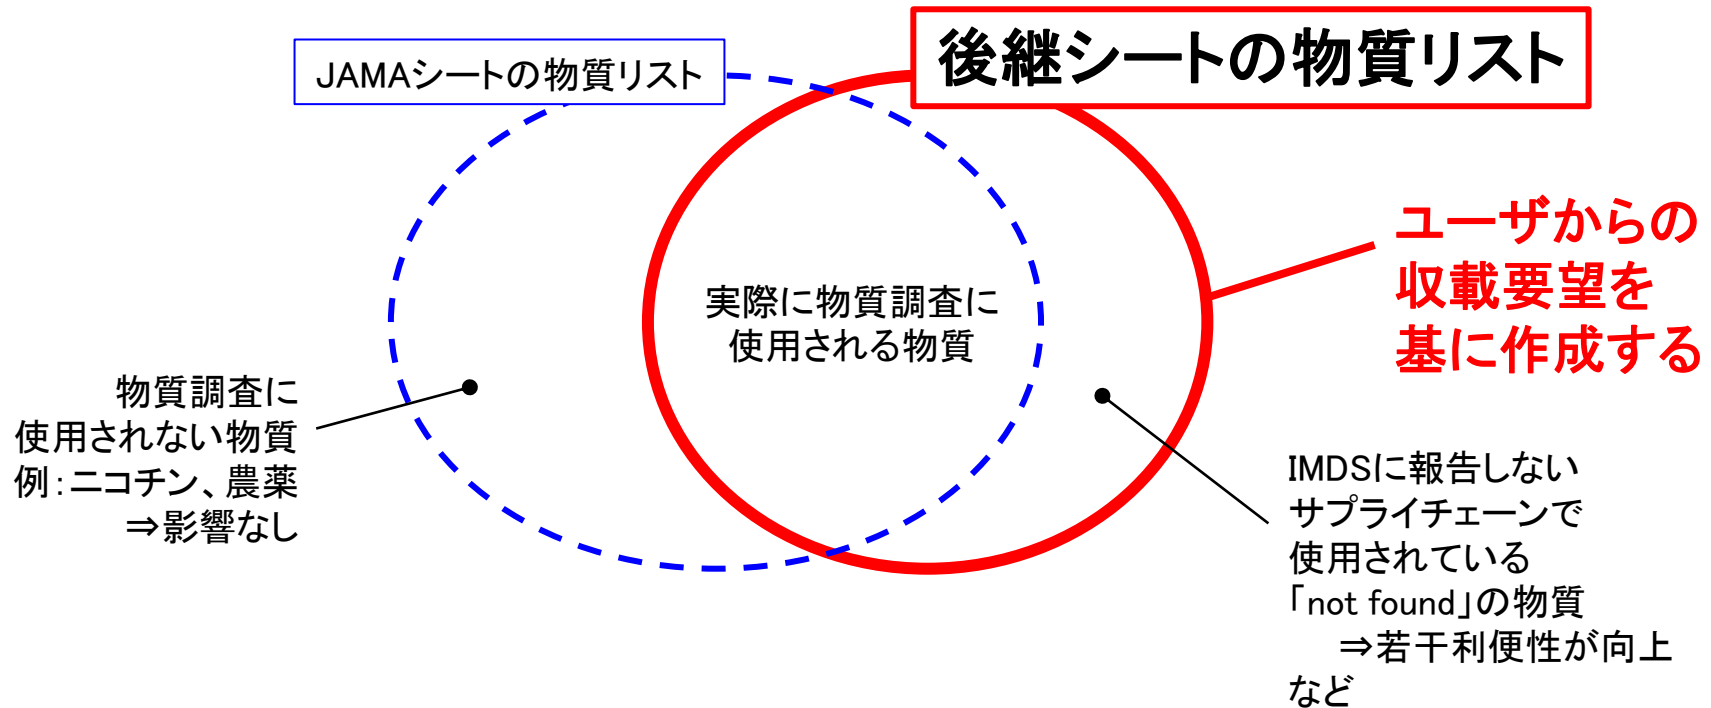 JAMAシートの物質リスト
後継シートの物質リスト
ユーザからの
収載要望を
基に作成する
実際に物質調査に
使用される物質
物質調査に
使用されない物質
例：ニコチン、農薬
⇒影響なし
IMDSに報告しない
サプライチェーンで
使用されている
「not found」の物質
⇒若干利便性が向上
など